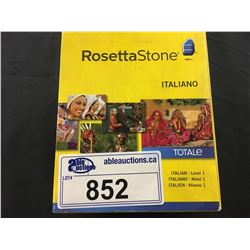 RosettaStone
ITALIANO
TOTALe
ableauctions.ca
LOT#
852
ITALIAN : Level 1
ITALIANO : Nivel 1
ITALIEN : Niveau 1